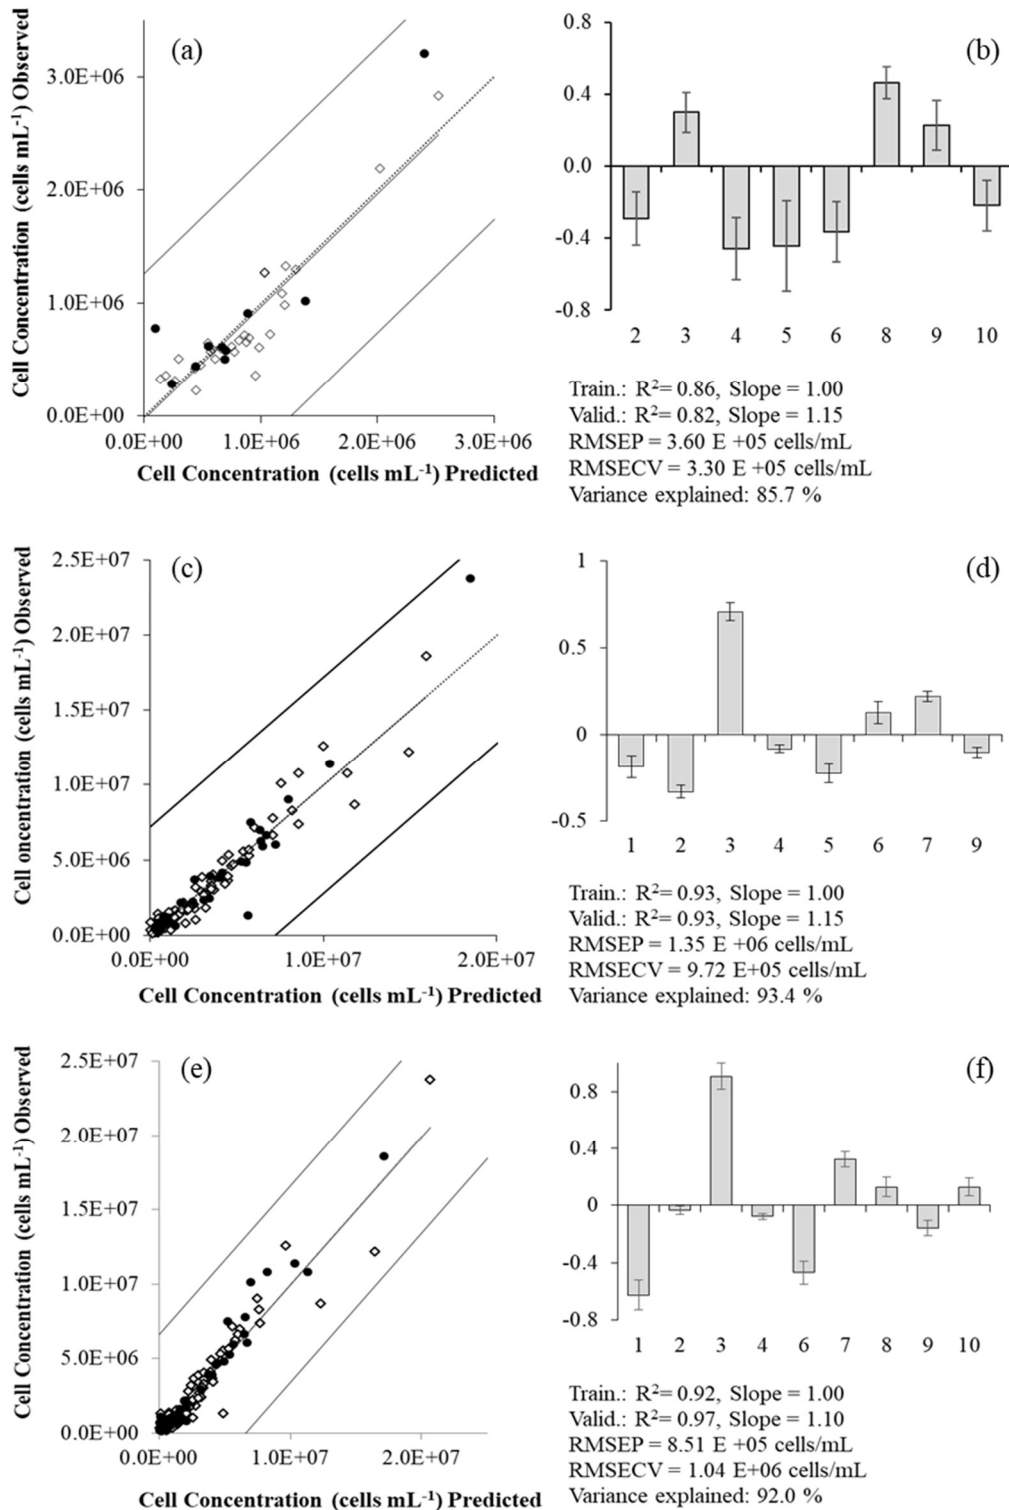 (a)
Cell Concentration (cells mL⁻¹) Observed
3.0E+06
2.0E+06
1.0E+06
0.0E+00
0.0E+00 1.0E+06 2.0E+06 3.0E+06
Cell Concentration (cells mL⁻¹) Predicted
(b)
0.8
0.4
0.0
-0.4
-0.8
2 3 4 5 6 8 9 10
Train.: R²= 0.86, Slope = 1.00
Valid.: R²= 0.82, Slope = 1.15
RMSEP = 3.60 E +05 cells/mL
RMSECV = 3.30 E +05 cells/mL
Variance explained: 85.7 %
(c)
Cell oncentration (cells mL⁻¹) Observed
2.5E+07
2.0E+07
1.5E+07
1.0E+07
5.0E+06
0.0E+00
0.0E+00 1.0E+07 2.0E+07
Cell Concentration (cells mL⁻¹) Predicted
(d)
1
0.5
0
-0.5
1 2 3 4 5 6 7 9
Train.: R²= 0.93, Slope = 1.00
Valid.: R²= 0.93, Slope = 1.15
RMSEP = 1.35 E +06 cells/mL
RMSECV = 9.72 E+05 cells/mL
Variance explained: 93.4 %
(e)
Cell Concentration (cells mL⁻¹) Observed
2.5E+07
2.0E+07
1.5E+07
1.0E+07
5.0E+06
0.0E+00
0.0E+00 1.0E+07 2.0E+07
Cell Concentration (cells mL⁻¹) Predicted
(f)
0.8
0.4
0
-0.4
-0.8
1 2 3 4 6 7 8 9 10
Train.: R²= 0.92, Slope = 1.00
Valid.: R²= 0.97, Slope = 1.10
RMSEP = 8.51 E +05 cells/mL
RMSECV = 1.04 E+06 cells/mL
Variance explained: 92.0 %